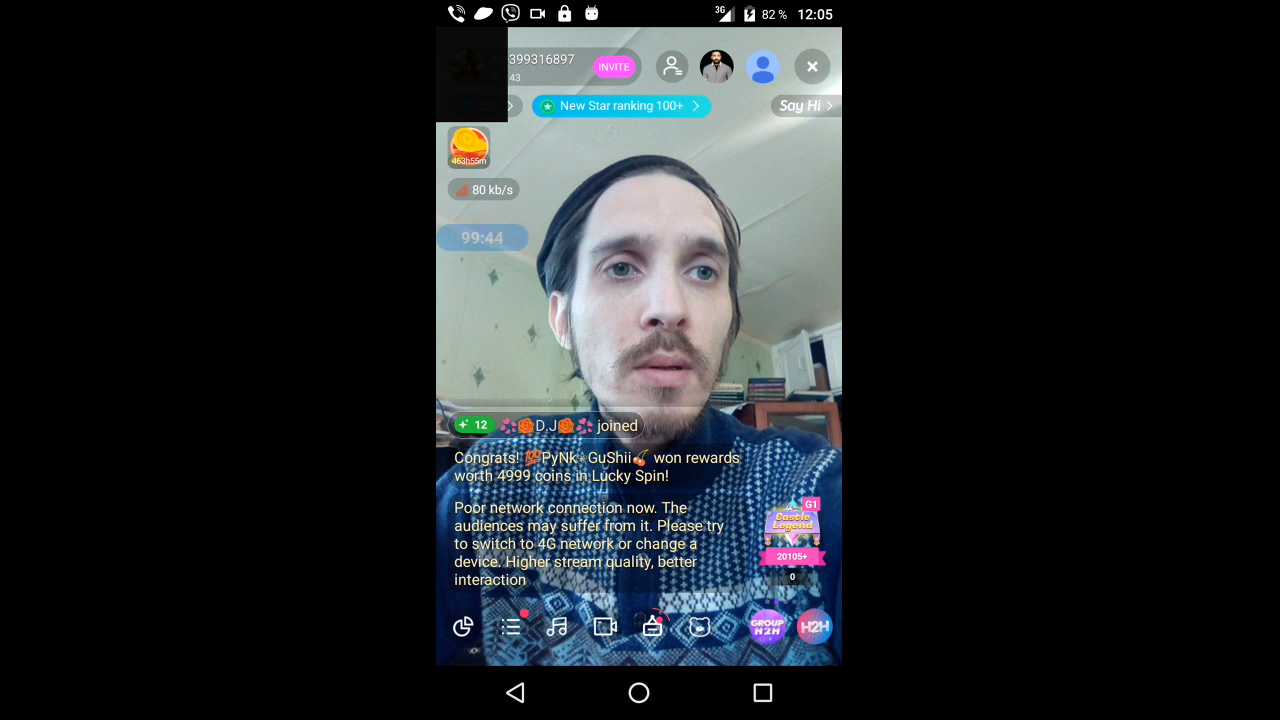 3G 82 % 12:05
399316897
INVITE
43
New Star ranking 100+
Say Hi
463h55m
80 kb/s
99:44
12 D.J joined
Congrats! 💯PyNk GuShii🍒 won rewards
worth 4999 coins in Lucky Spin!
Poor network connection now. The
audiences may suffer from it. Please try
to switch to 4G network or change a
device. Higher stream quality, better
interaction
G1
Castle
Legend
20105+
0
GROUP
H2H
H2H